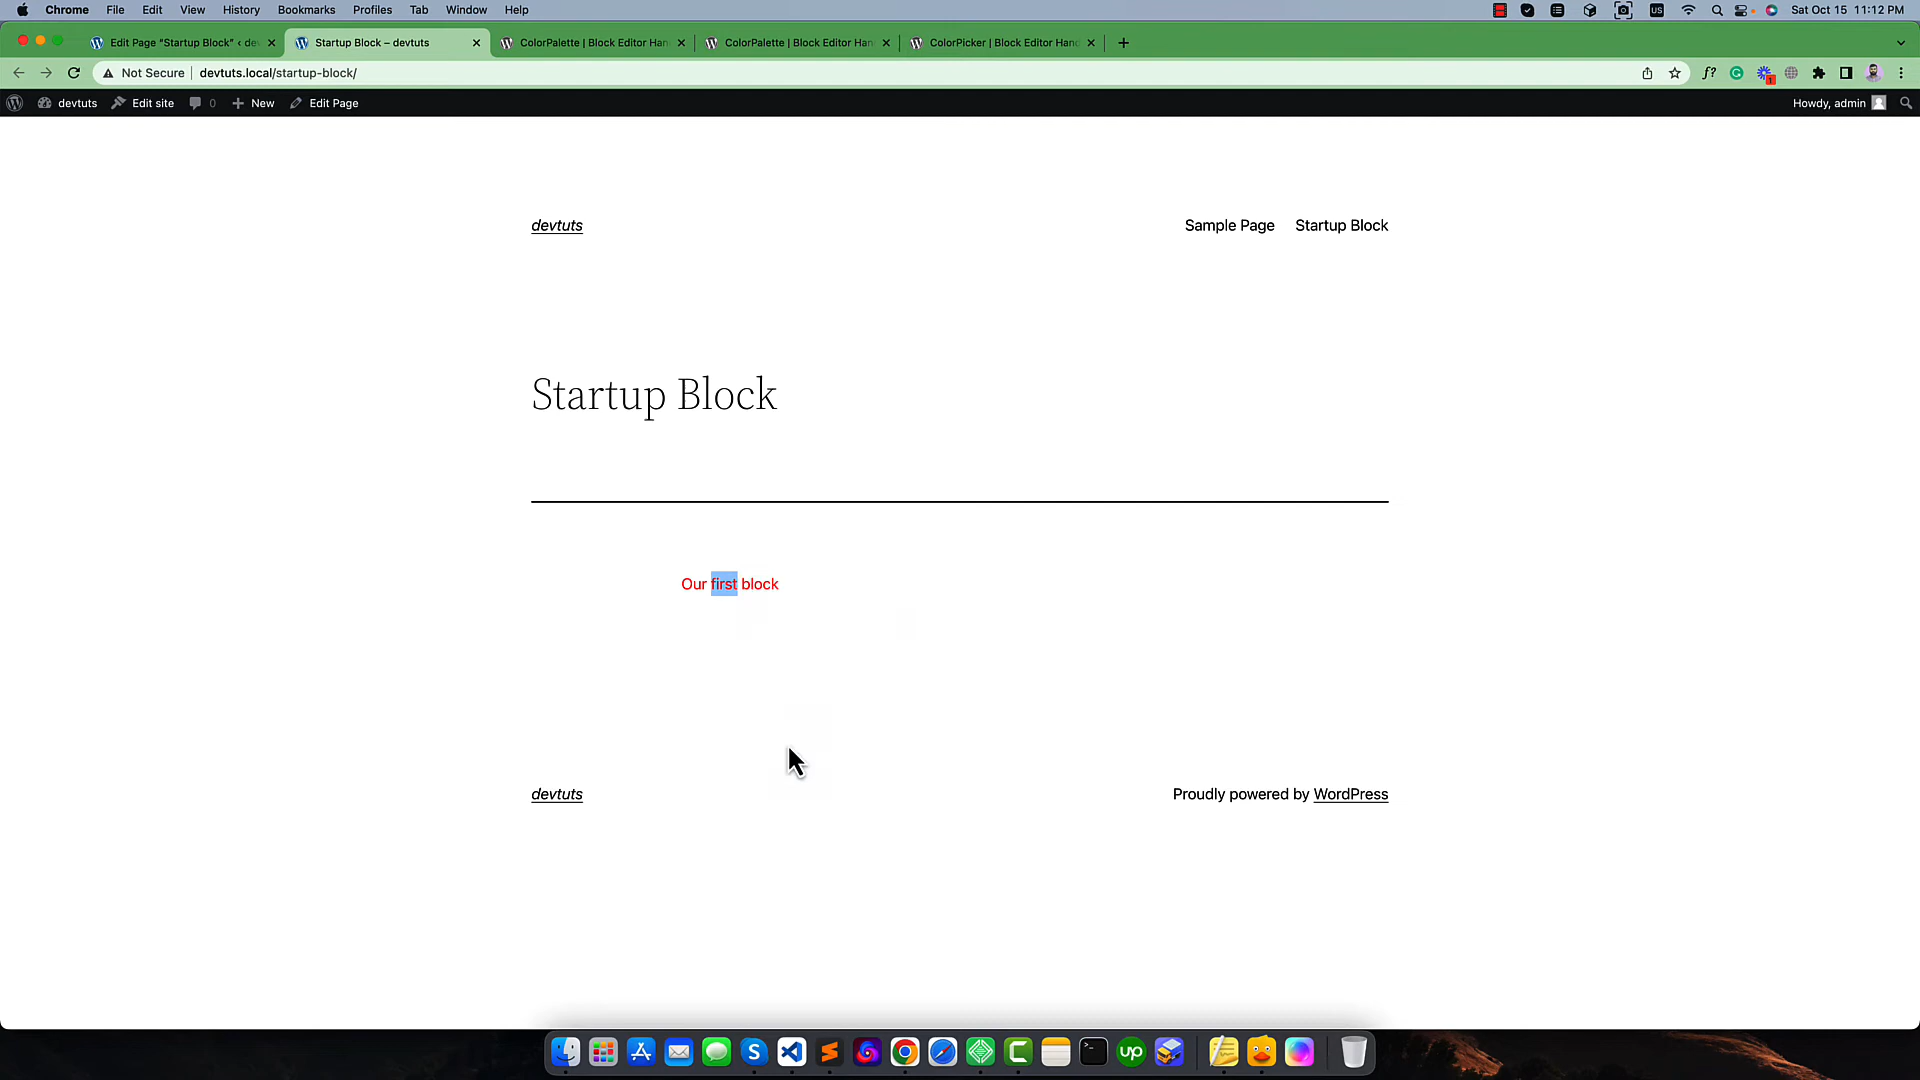 Chrome File Edit View History Bookmarks Profiles Tab Window Help Sat Oct 15 11:12 PM
Edit Page "Startup Block" ‹ de
Startup Block – devtuts
ColorPalette | Block Editor Han
ColorPalette | Block Editor Han
ColorPicker | Block Editor Hand
Not Secure devtuts.local/startup-block/
devtuts Edit site 0 New Edit Page Howdy, admin
devtuts Sample Page Startup Block
Startup Block
Our first block
devtuts Proudly powered by WordPress